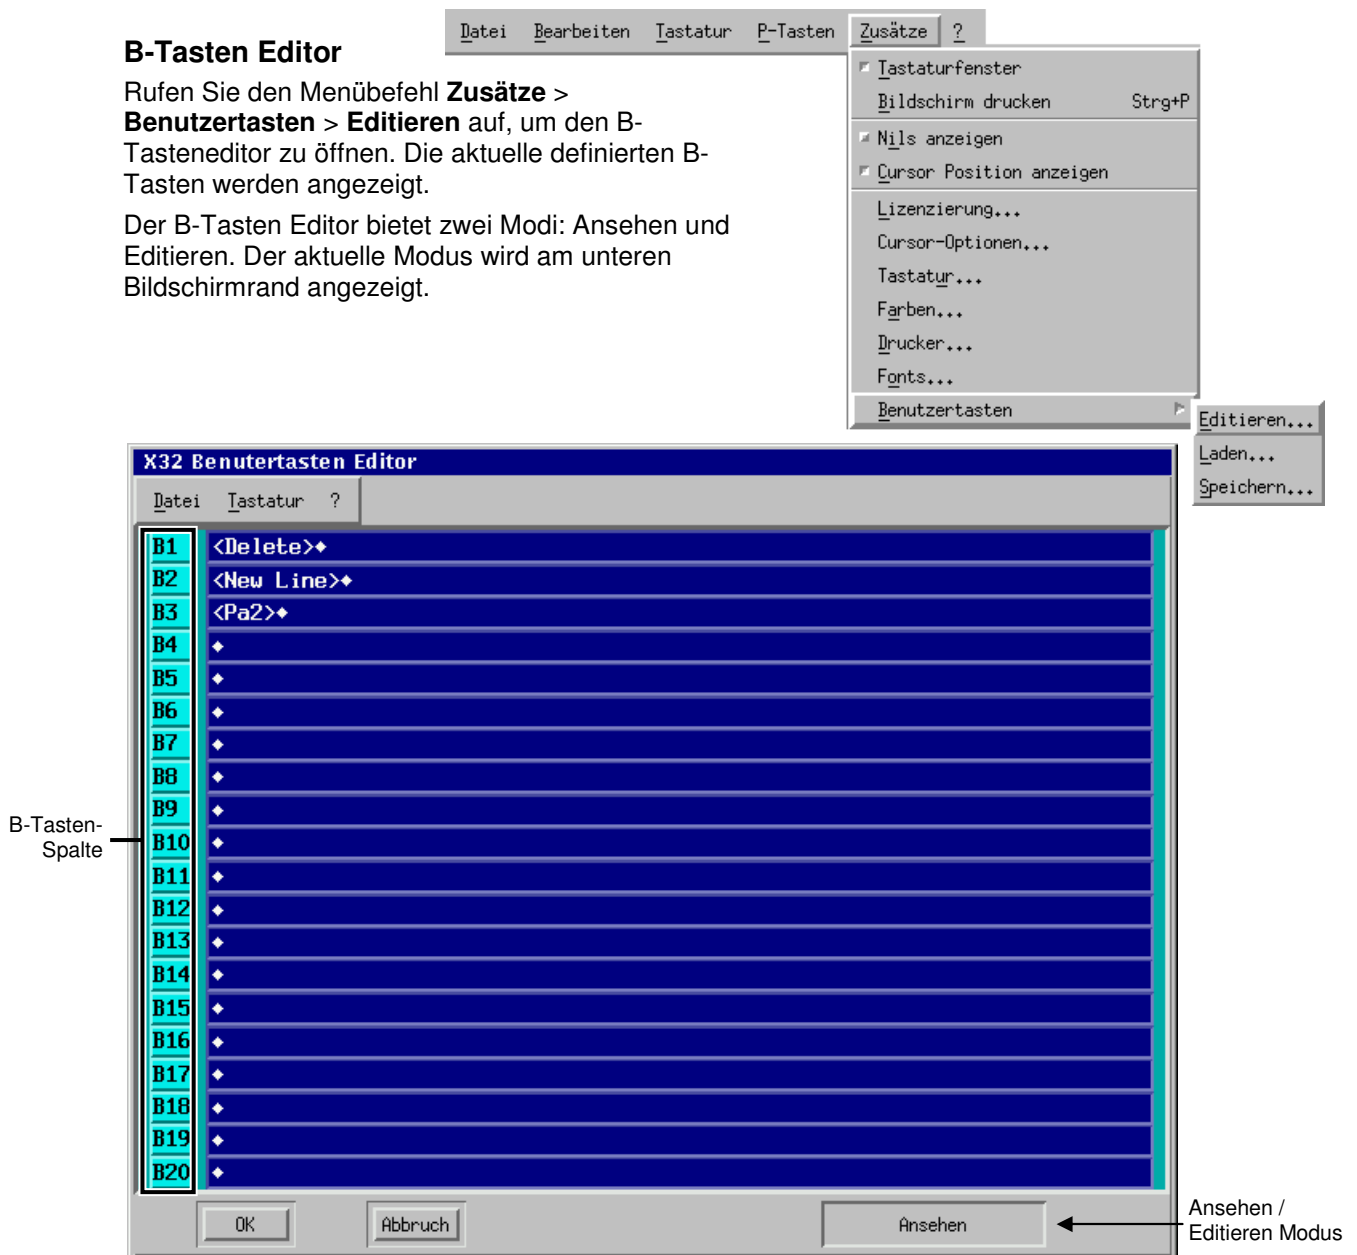 B-Tasten Editor
Rufen Sie den Menübefehl Zusätze >
Benutzertasten > Editieren auf, um den B-
Tasteneditor zu öffnen. Die aktuelle definierten B-
Tasten werden angezeigt.
Der B-Tasten Editor bietet zwei Modi: Ansehen und
Editieren. Der aktuelle Modus wird am unteren
Bildschirmrand angezeigt.
Datei Bearbeiten Tastatur P-Tasten Zusätze ?
Tastaturfenster
Bildschirm drucken Strg+P
Nils anzeigen
Cursor Position anzeigen
Lizenzierung...
Cursor-Optionen...
Tastatur...
Farben...
Drucker...
Fonts...
Benutzertasten
Editieren...
Laden...
Speichern...
X32 Benutertasten Editor
Datei Tastatur ?
B1 <Delete>◆
B2 <New Line>◆
B3 <Pa2>◆
B4 ◆
B5 ◆
B6 ◆
B7 ◆
B8 ◆
B9 ◆
B10 ◆
B11 ◆
B12 ◆
B13 ◆
B14 ◆
B15 ◆
B16 ◆
B17 ◆
B18 ◆
B19 ◆
B20 ◆
B-Tasten-
Spalte
OK Abbruch Ansehen
Ansehen /
Editieren Modus